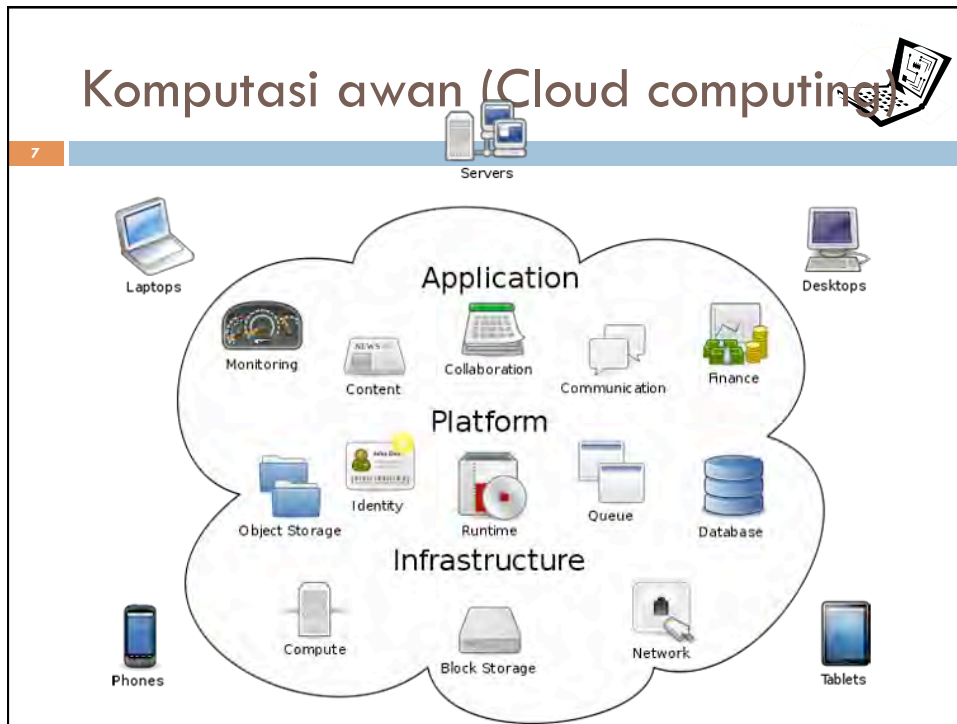 Komputasi awan (Cloud computing)
7
Servers
Laptops
Desktops
Application
Monitoring
NEWS
Content
Collaboration
Communication
Finance
Platform
Object Storage
Identity
Runtime
Queue
Database
Infrastructure
Compute
Block Storage
Network
Phones
Tablets